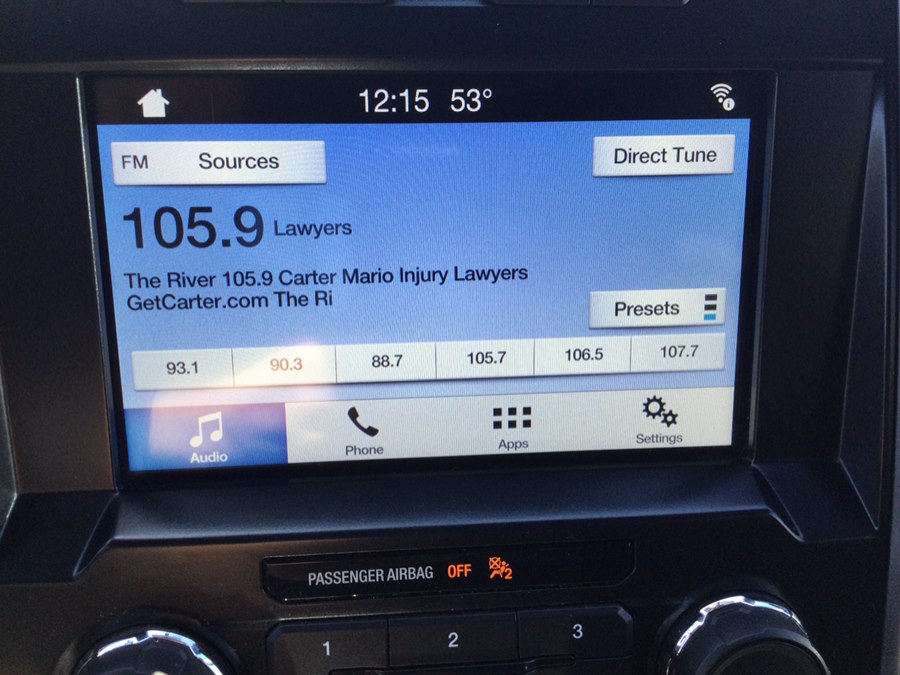 12:15 53°
FM Sources
Direct Tune
105.9 Lawyers
The River 105.9 Carter Mario Injury Lawyers
GetCarter.com The Ri
Presets
93.1 90.3 88.7 105.7 106.5 107.7
Audio Phone Apps Settings
PASSENGER AIRBAG OFF 2
1 2 3